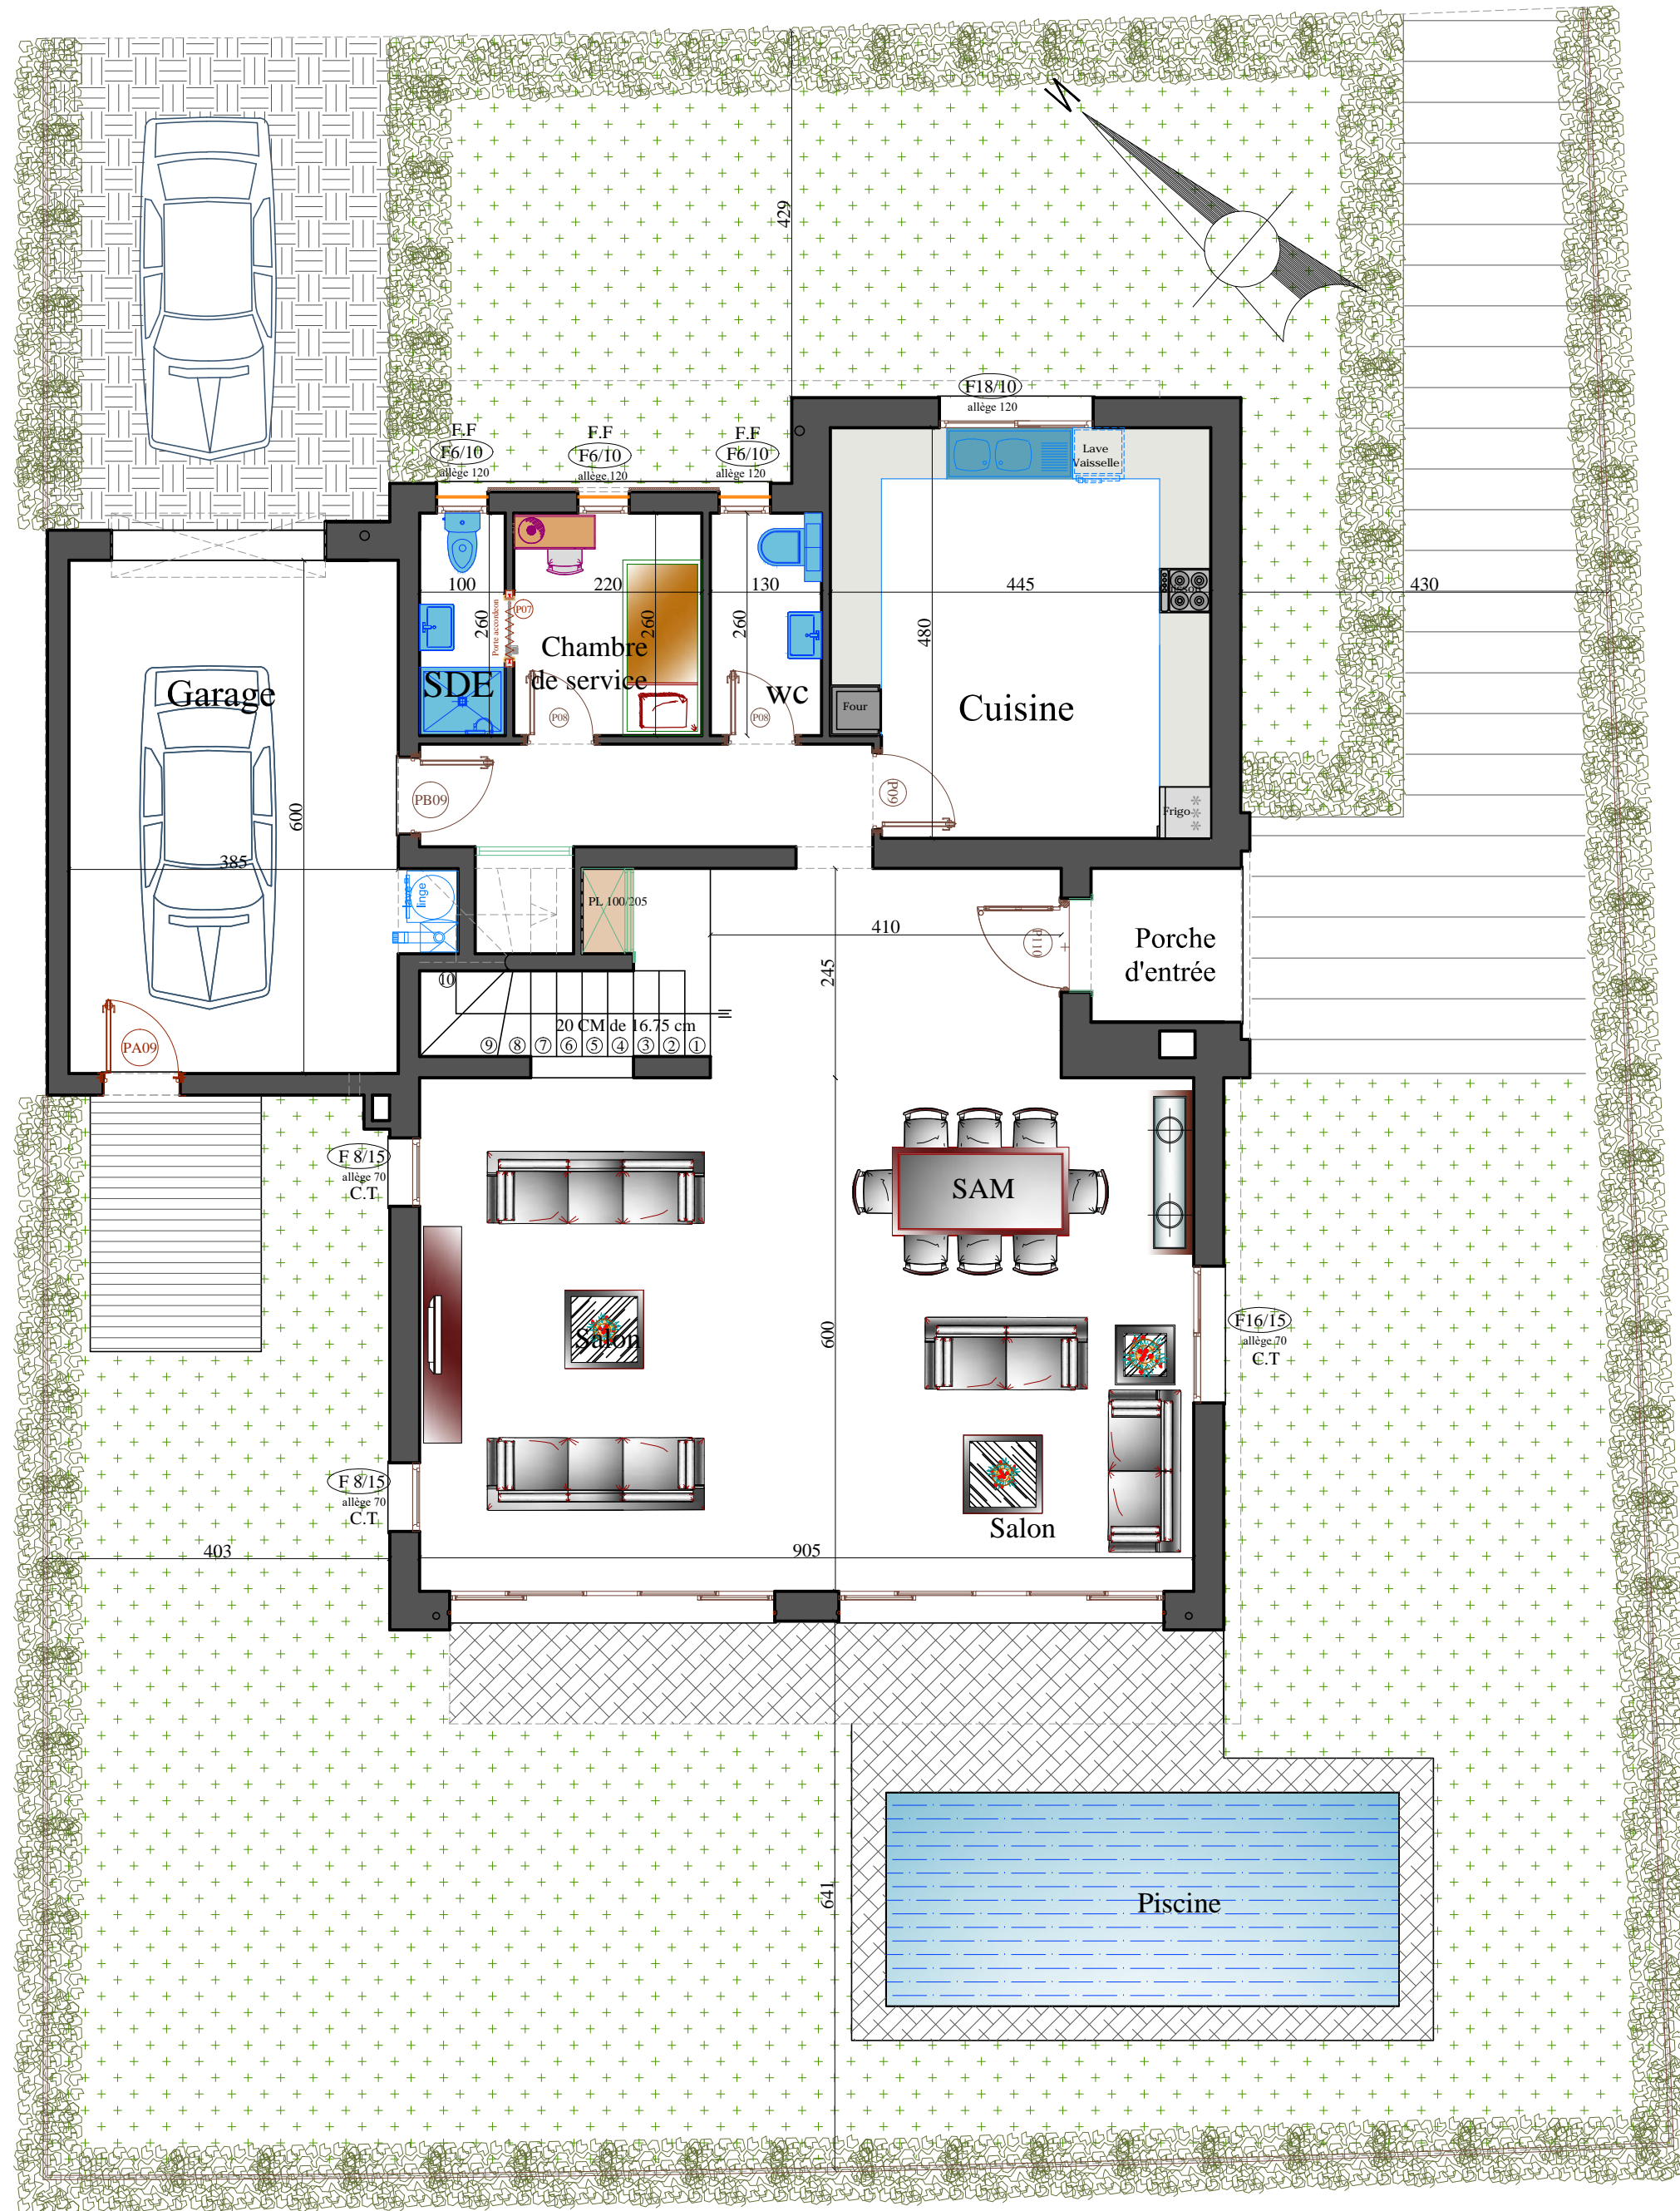 N
429
F18/10
allège 120
F.F
F6/10
allège 120
F.F
F6/10
allège 120
F.F
F6/10
allège 120
Lave
Vaisselle
100
220
130
445
430
260
260
260
480
Porte accordeon
P07
Chambre
de service
SDE
wc
Cuisine
Garage
Four
P08
P08
PB09
P09
Frigo
600
385
lave
linge
PL 100/205
410
P110
Porche
d'entrée
245
10
20 CM de 16.75 cm
9
8
7
6
5
4
3
2
1
PA09
F 8/15
allège 70
C.T
SAM
Salon
600
F16/15
allège 70
C.T
F 8/15
allège 70
C.T
Salon
403
905
641
Piscine